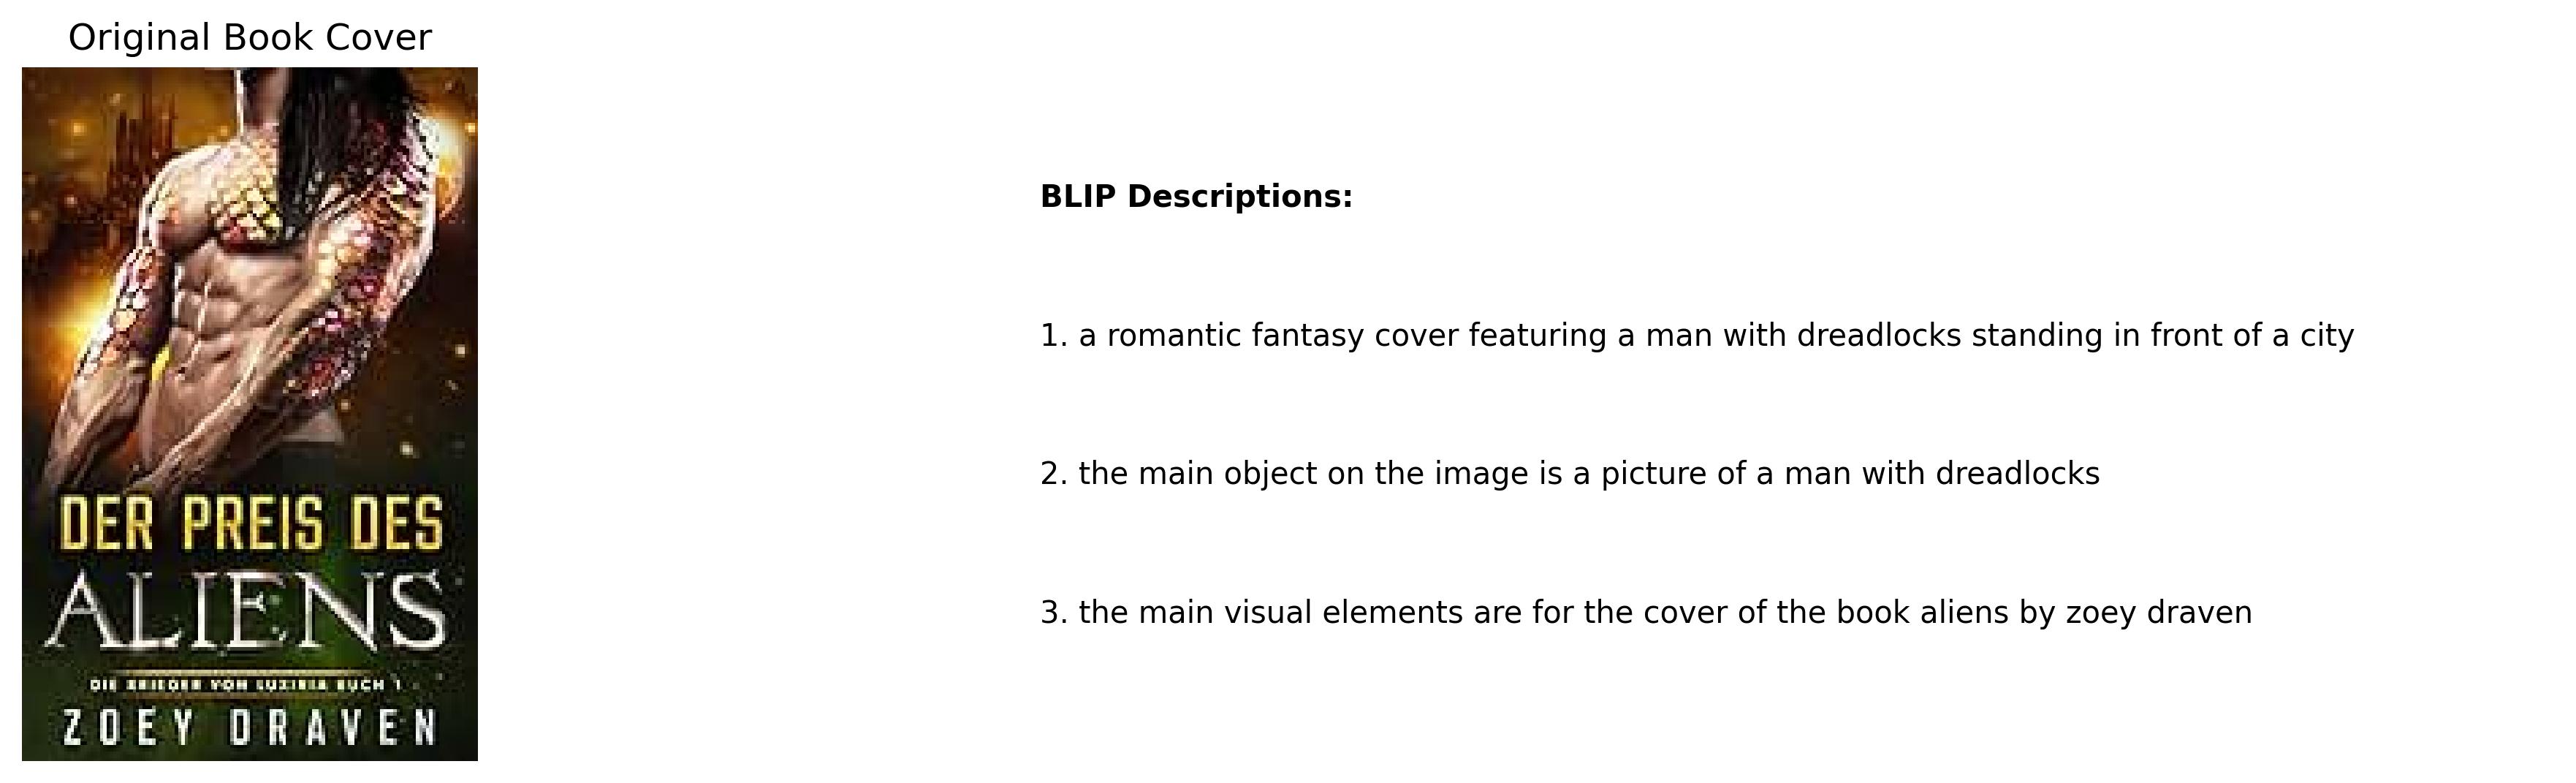 Original Book Cover
DER PREIS DES
ALIENS
DIE KRIEGER VON LUXIRIA BUCH 1
ZOEY DRAVEN
BLIP Descriptions:
1. a romantic fantasy cover featuring a man with dreadlocks standing in front of a city
2. the main object on the image is a picture of a man with dreadlocks
3. the main visual elements are for the cover of the book aliens by zoey draven